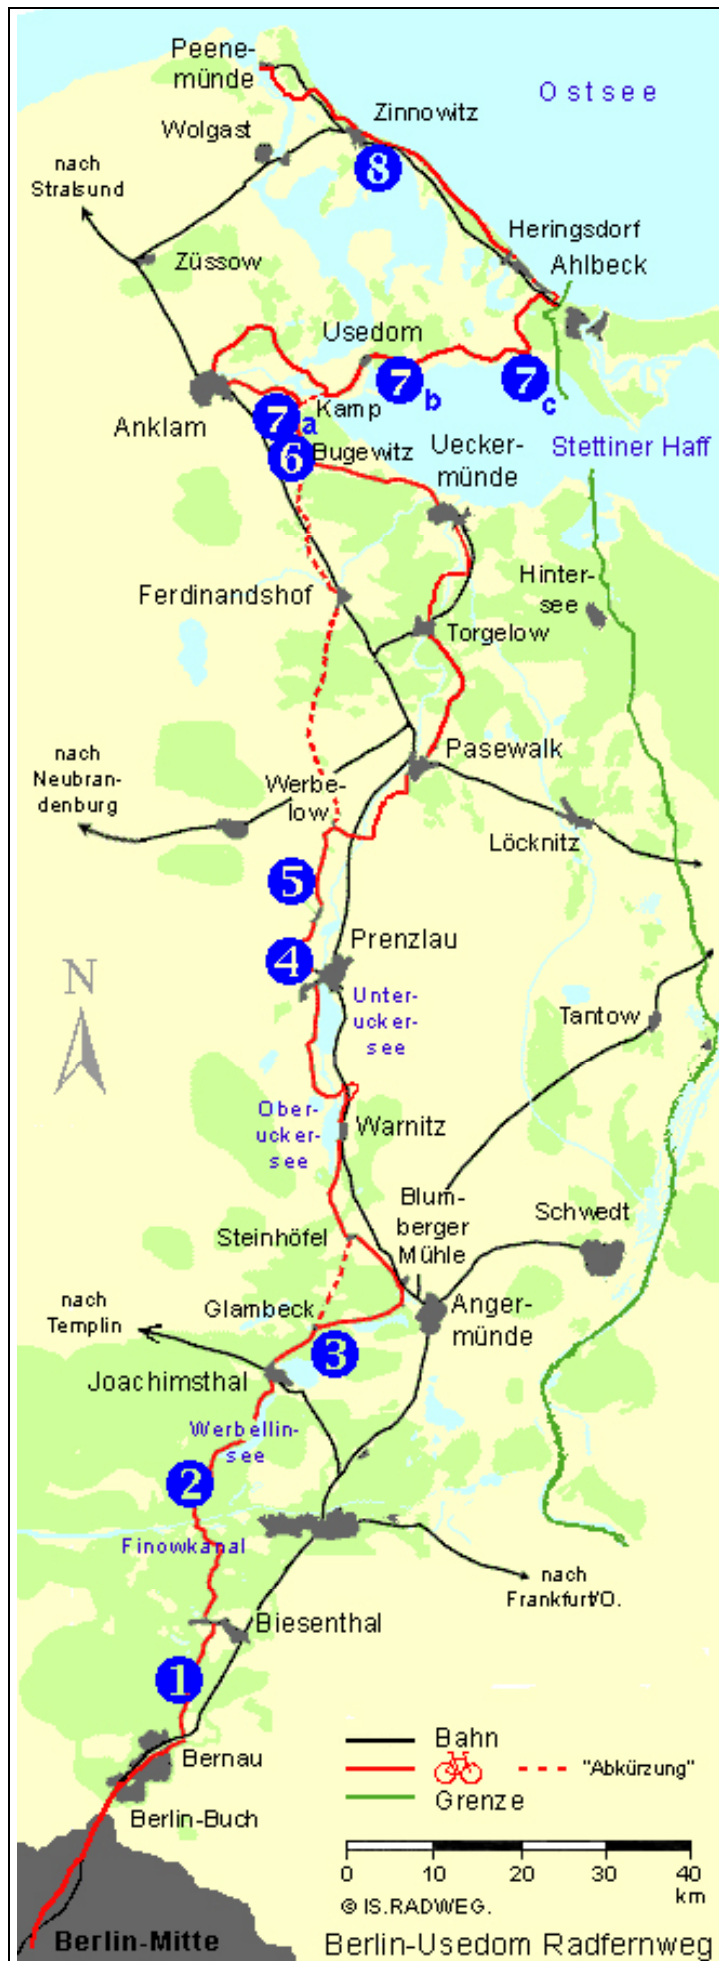 Peene-
münde
Ostsee
Zinnowitz
Wolgast
8
nach
Stralsund
Heringsdorf
Ahlbeck
Züssow
Usedom
7b
7c
Kamp
Anklam
7a
Stettiner Haff
6
Bugewitz
Uecker-
münde
Ferdinandshof
Hinter-
see
Torgelow
nach
Neubran-
denburg
Pasewalk
Werbe-
low
Löcknitz
5
4
Prenzlau
N
Unter-
ucker-
see
Tantow
Ober-
ucker-
see
Warnitz
Blum-
berger
Mühle
Schwedt
Steinhöfel
nach
Templin
Glambeck
Anger-
münde
3
Joachimsthal
Werbellin-
see
2
Finowkanal
nach
Frankfurt/O.
Biesenthal
1
Bernau
Berlin-Buch
Bahn
"Abkürzung"
Grenze
0 10 20 30 40
km
© IS.RADWEG.
Berlin-Mitte
Berlin-Usedom Radfernweg